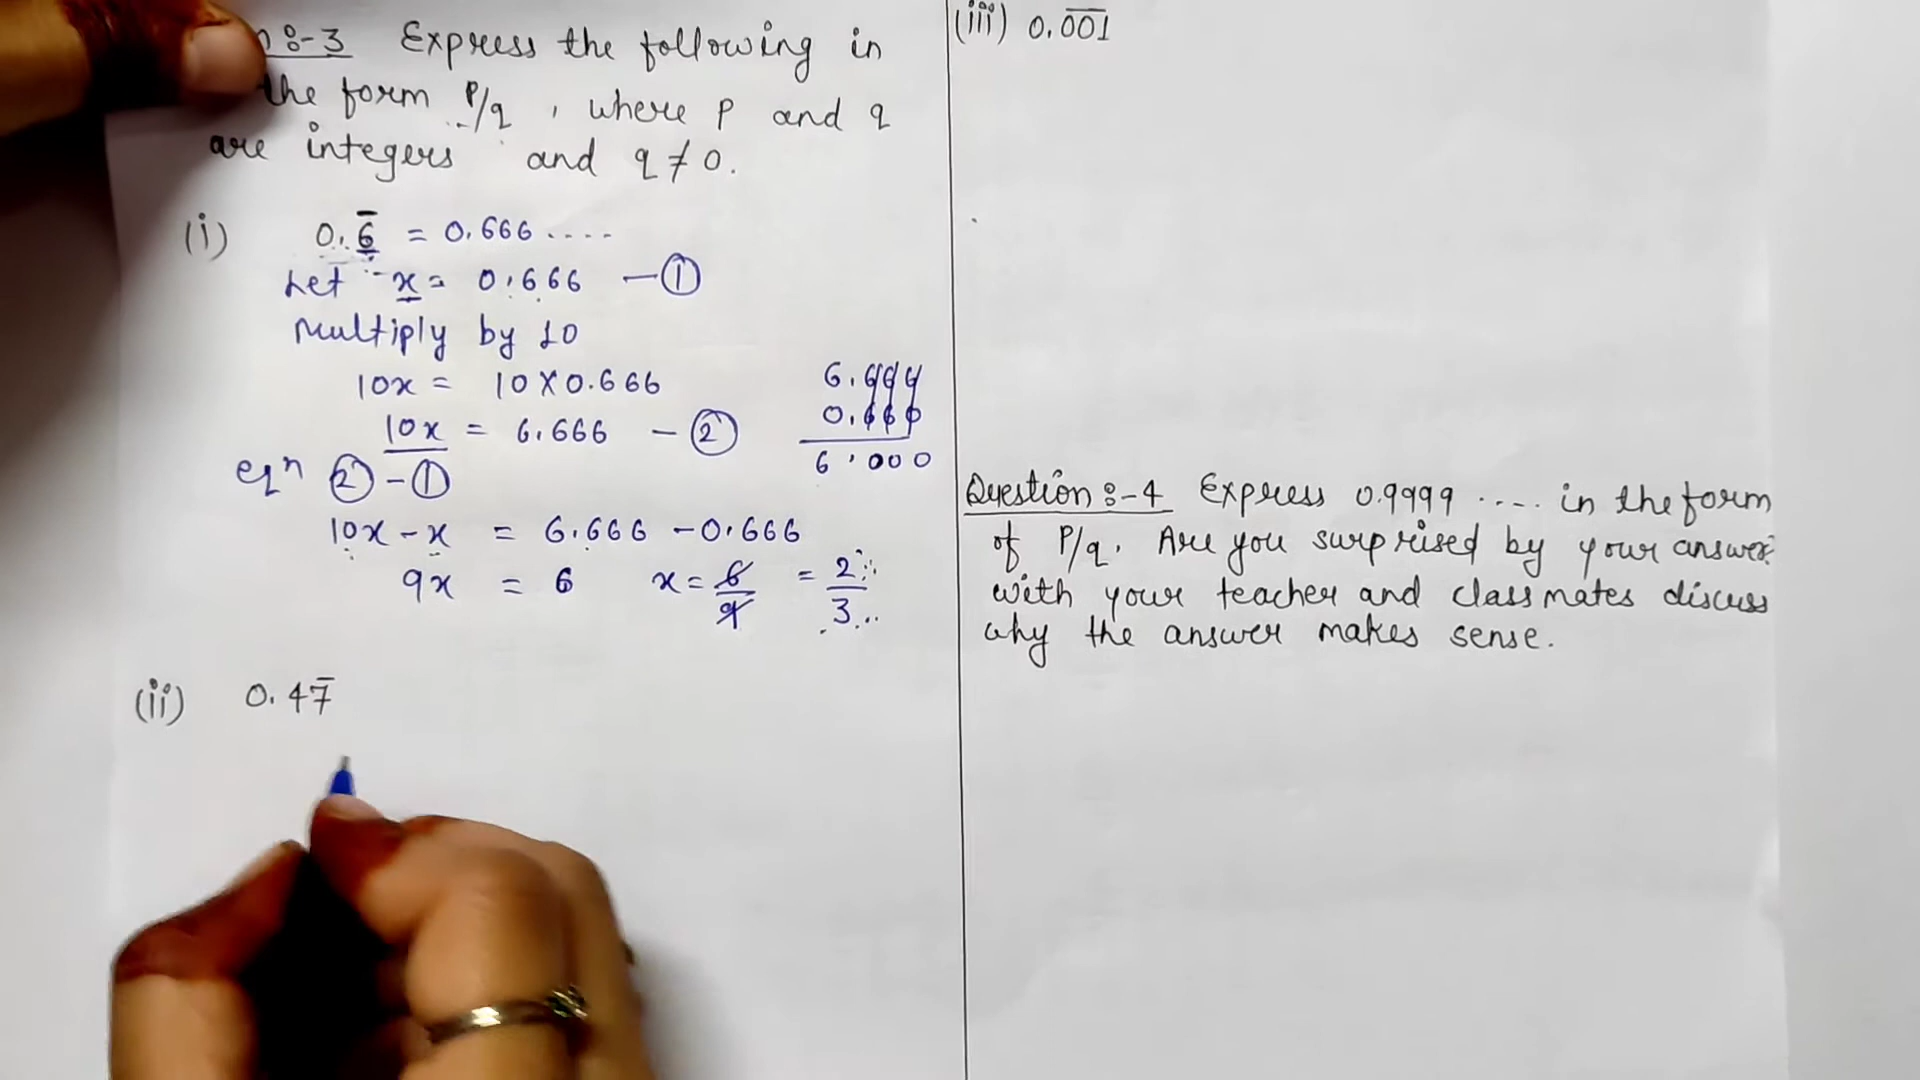 :-3 Express the following in
the form P/q , where p and q
are integers and q ≠ 0.
(i) 0.6̅ = 0.666....
Let x = 0.666 —①
Multiply by 10
10x = 10 X 0.666
10x = 6.666 — ②
6.666
0.666
6.000
eqⁿ ② - ①
10x - x = 6.666 - 0.666
9x = 6 x = 6/9 = 2/3
(ii) 0.47̅
(iii) 0.0̅0̅1̅
Question :-4 Express 0.9999 .... in the form
of P/q. Are you surprised by your answer.
with your teacher and classmates discuss
why the answer makes sense.